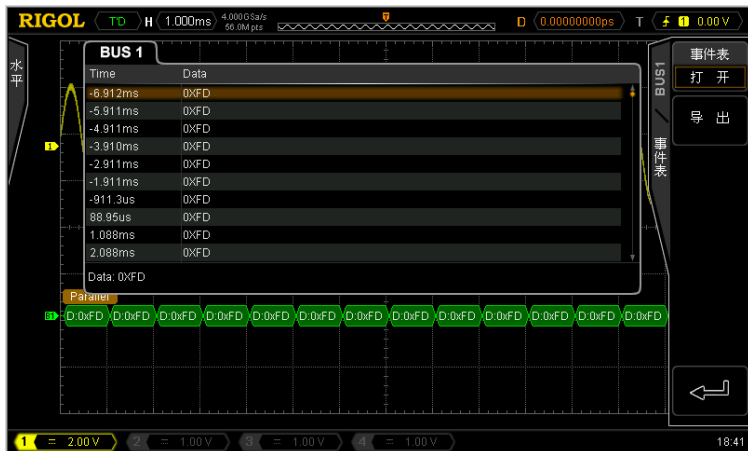 RIGOL T'D H 1.000ms 4.000GSa/s 56.0Mpts D 0.00000000ps T 1 0.00 V
水平
BUS 1
Time Data
-6.912ms 0XFD
-5.911ms 0XFD
-4.911ms 0XFD
-3.910ms 0XFD
-2.911ms 0XFD
-1.911ms 0XFD
-911.3us 0XFD
88.95us 0XFD
1.088ms 0XFD
2.088ms 0XFD
Data: 0XFD
1
Parallel
B1 D:0xFD D:0xFD D:0xFD D:0xFD D:0xFD D:0xFD D:0xFD D:0xFD D:0xFD D:0xFD D:0xFD D:0xFD D:0xFD
BUS1
事件表
事件表
打 开
导 出
1 = 2.00 V 2 = 1.00 V 3 = 1.00 V 4 = 1.00 V 18:41